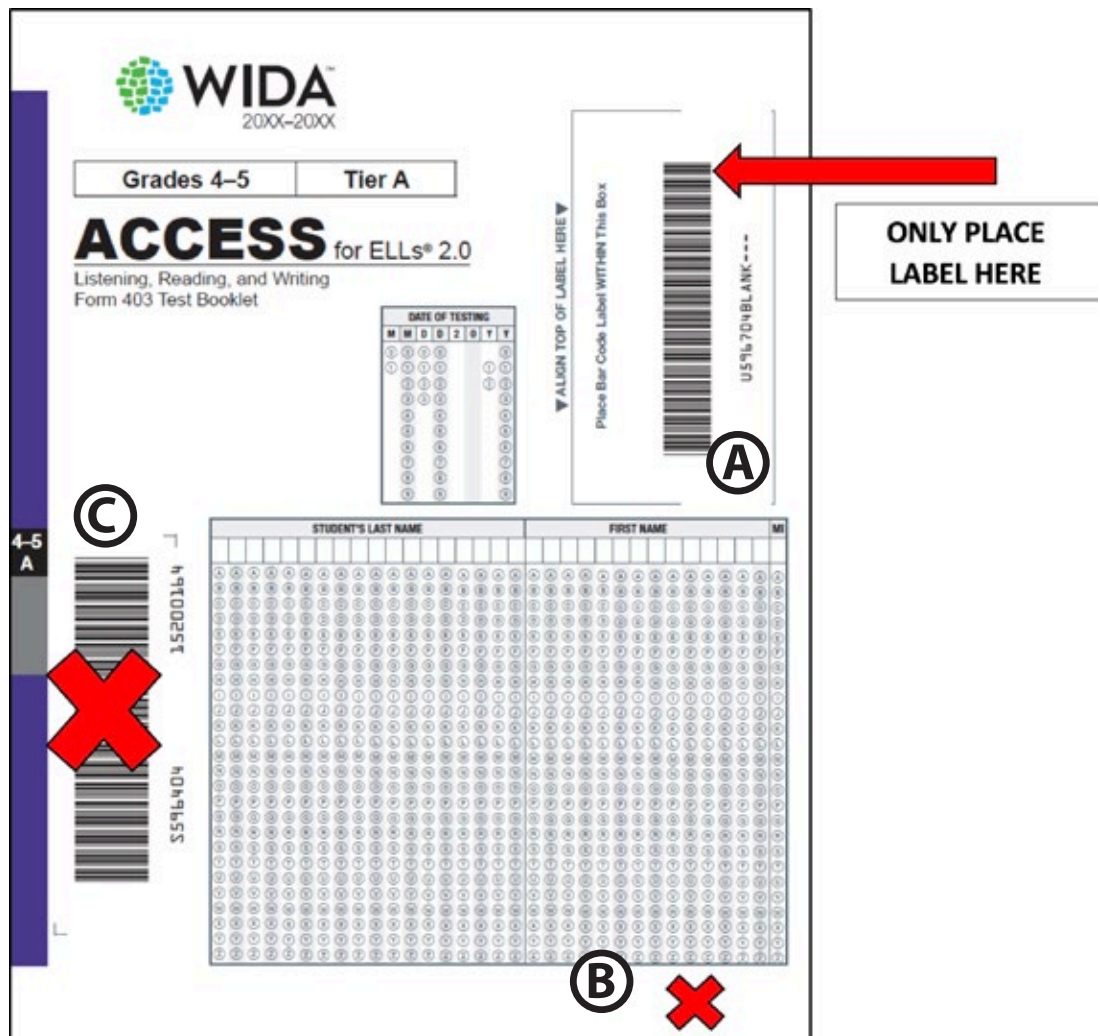 WIDA™
20XX–20XX
Grades 4–5 Tier A
ACCESS for ELLs® 2.0
Listening, Reading, and Writing
Form 403 Test Booklet
DATE OF TESTING
M M D D 2 0 Y Y
▼ALIGN TOP OF LABEL HERE▼
Place Bar Code Label WITHIN This Box
U596704BLANK---
ONLY PLACE
LABEL HERE
A
C
4–5
A
15200164
S596404
STUDENT'S LAST NAME FIRST NAME MI
B